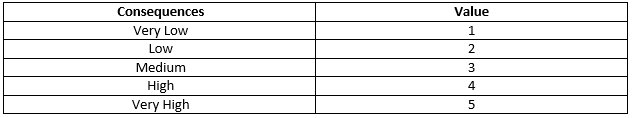 Consequences Value
Very Low 1
Low 2
Medium 3
High 4
Very High 5